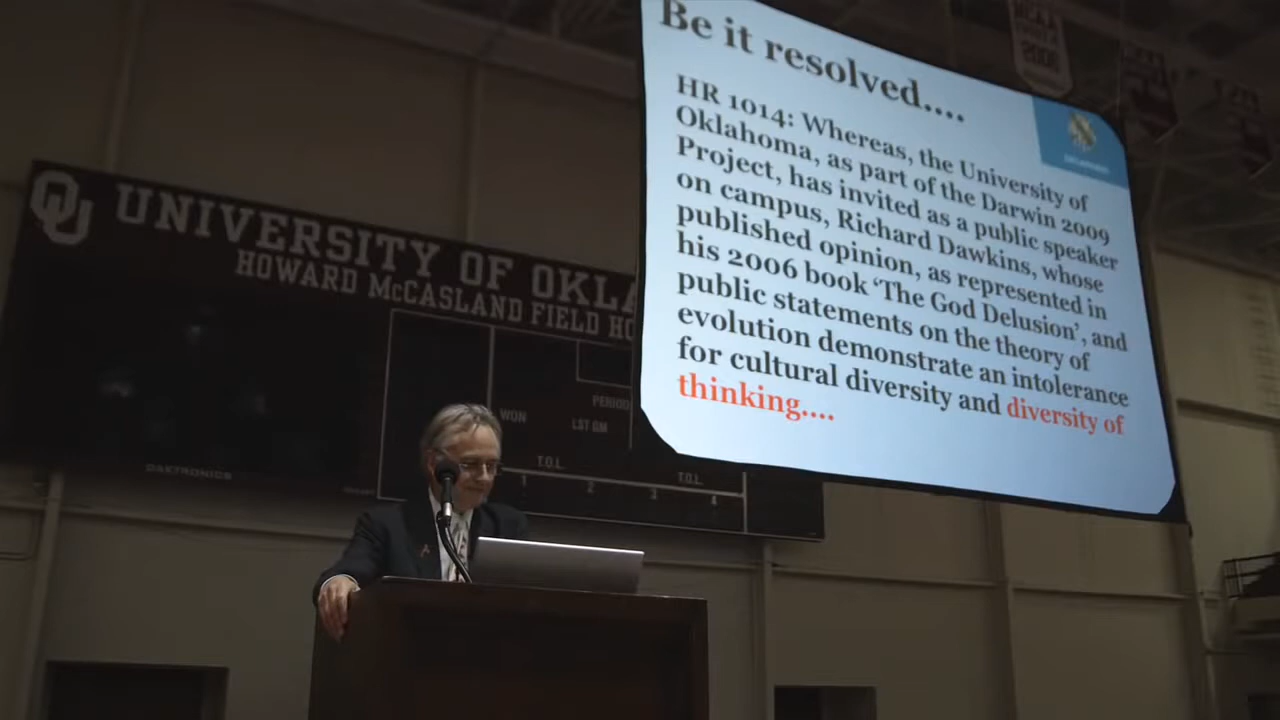 Be it resolved....
HR 1014: Whereas, the University of
Oklahoma, as part of the Darwin 2009
Project, has invited as a public speaker
on campus, Richard Dawkins, whose
published opinion, as represented in
his 2006 book ‘The God Delusion’, and
public statements on the theory of
evolution demonstrate an intolerance
for cultural diversity and diversity of
thinking....
OU
UNIVERSITY OF OKLA
HOWARD McCASLAND FIELD HO
PERIOD
WON
LST GM
T.O.L.
T.O.L.
1 2 3 4
DAKTRONICS